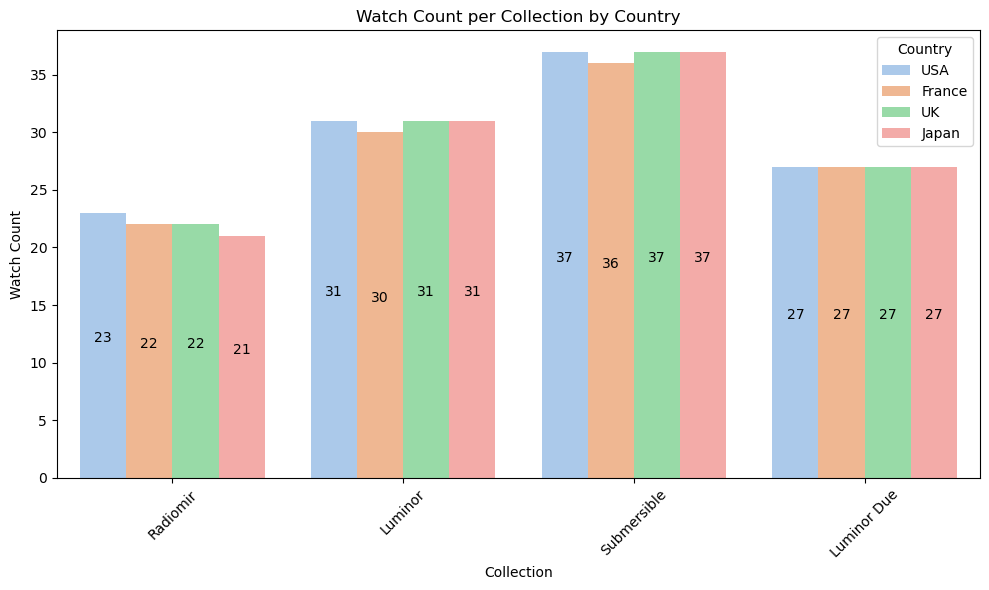 Watch Count per Collection by Country
Country
USA
France
UK
Japan
Watch Count
35
30
25
20
15
10
5
0
23
22
22
21
31
30
31
31
37
36
37
37
27
27
27
27
Radiomir
Luminor
Submersible
Luminor Due
Collection